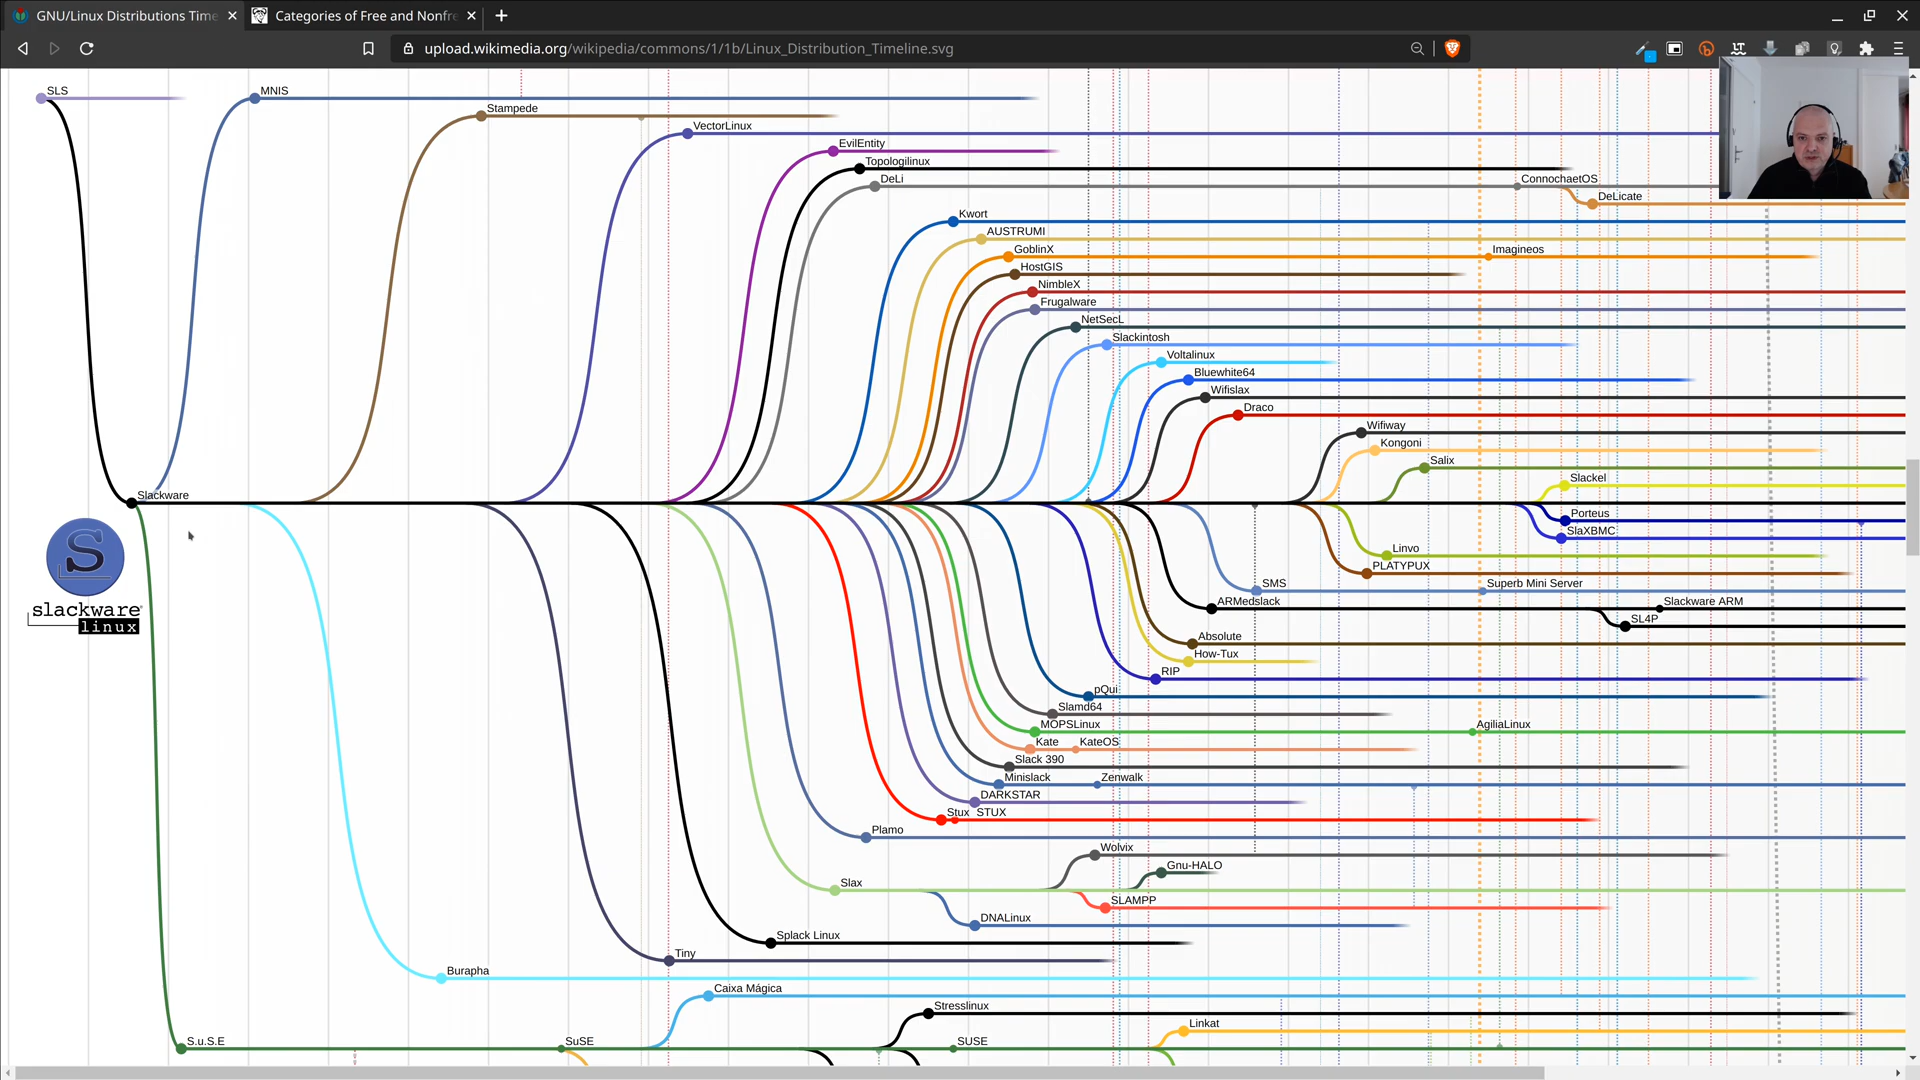 GNU/Linux Distributions Time
Categories of Free and Nonfre
upload.wikimedia.org/wikipedia/commons/1/1b/Linux_Distribution_Timeline.svg
SLS
MNIS
Stampede
VectorLinux
EvilEntity
Topologilinux
DeLi
ConnochaetOS
DeLicate
Kwort
AUSTRUMI
GoblinX
Imagineos
HostGIS
NimbleX
Frugalware
NetSecL
Slackintosh
Voltalinux
Bluewhite64
Wifislax
Draco
Wifiway
Kongoni
Salix
Slackel
Slackware
Porteus
SlaXBMC
Linvo
PLATYPUX
SMS
Superb Mini Server
ARMedslack
Slackware ARM
SL4P
S
slackware
linux
Absolute
How-Tux
RIP
pQui
Slamd64
MOPSLinux
AgiliaLinux
Kate KateOS
Slack 390
Minislack Zenwalk
DARKSTAR
Stux STUX
Plamo
Wolvix
Gnu-HALO
Slax
SLAMPP
DNALinux
Splack Linux
Tiny
Burapha
Caixa Mágica
Stresslinux
Linkat
S.u.S.E
SuSE
SUSE